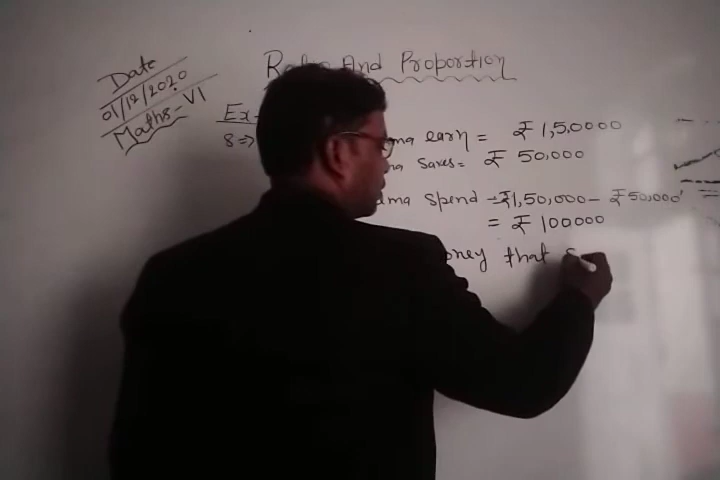 Date
01/12/2020
Maths-VI
And Proportion
Ex-
8⇒
earn = ₹ 1,50000
saves = ₹ 50,000
spend = ₹1,50,000 - ₹ 50,000 =
= ₹ 100000
that